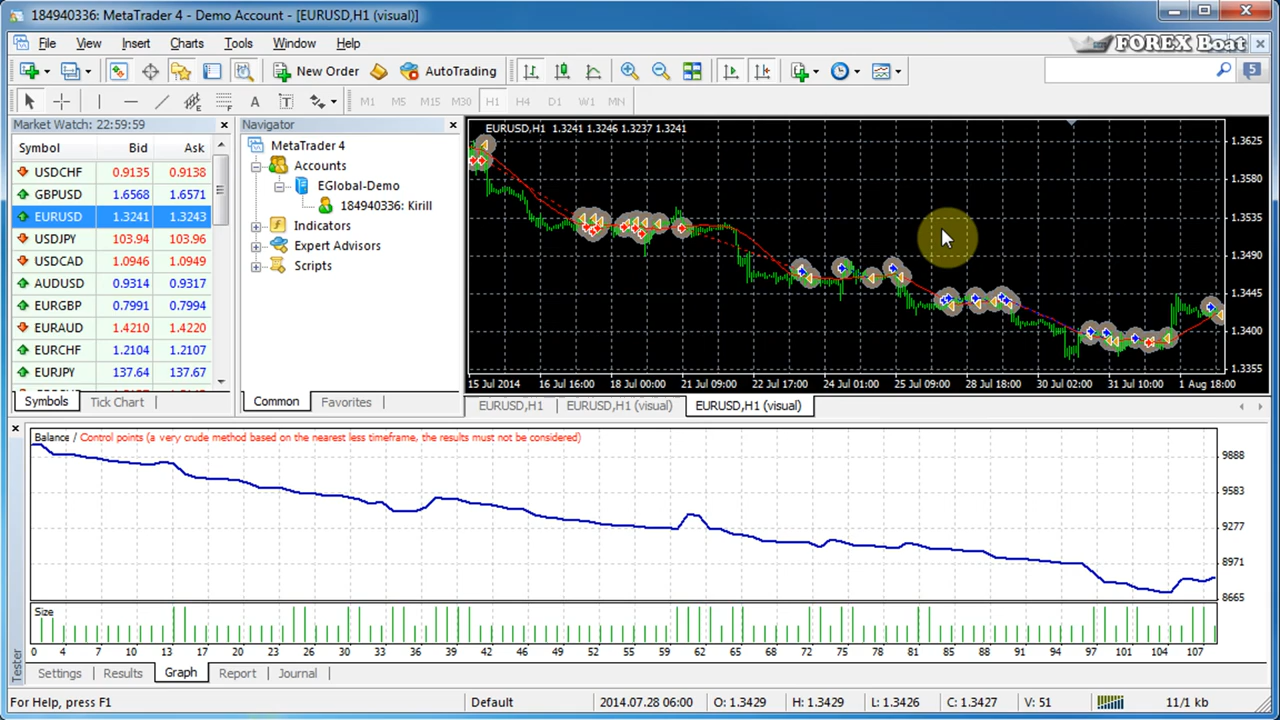 184940336: MetaTrader 4 - Demo Account - [EURUSD,H1 (visual)]
File View Insert Charts Tools Window Help
FOREX Boat
New Order AutoTrading 5
A T M1 M5 M15 M30 H1 H4 D1 W1 MN
Market Watch: 22:59:59
Symbol Bid Ask
USDCHF 0.9135 0.9138
GBPUSD 1.6568 1.6571
EURUSD 1.3241 1.3243
USDJPY 103.94 103.96
USDCAD 1.0946 1.0949
AUDUSD 0.9314 0.9317
EURGBP 0.7991 0.7994
EURAUD 1.4210 1.4220
EURCHF 1.2104 1.2107
EURJPY 137.64 137.67
Symbols Tick Chart
Navigator
MetaTrader 4
Accounts
EGlobal-Demo
184940336: Kirill
Indicators
Expert Advisors
Scripts
Common Favorites
EURUSD,H1 1.3241 1.3246 1.3237 1.3241
1.3625
1.3580
1.3535
1.3490
1.3445
1.3400
1.3355
15 Jul 2014 16 Jul 16:00 18 Jul 00:00 21 Jul 09:00 22 Jul 17:00 24 Jul 01:00 25 Jul 09:00 28 Jul 18:00 30 Jul 02:00 31 Jul 10:00 1 Aug 18:00
EURUSD,H1 EURUSD,H1 (visual) EURUSD,H1 (visual)
Balance / Control points (a very crude method based on the nearest less timeframe, the results must not be considered)
9888
9583
9277
8971
8665
Size
0 4 7 10 13 17 20 23 26 30 33 36 39 42 45 49 52 55 58 62 65 68 72 75 78 82 85 88 91 94 97 101 104 107
Tester
Settings Results Graph Report Journal
For Help, press F1 Default 2014.07.28 06:00 O: 1.3429 H: 1.3429 L: 1.3426 C: 1.3427 V: 51 11/1 kb